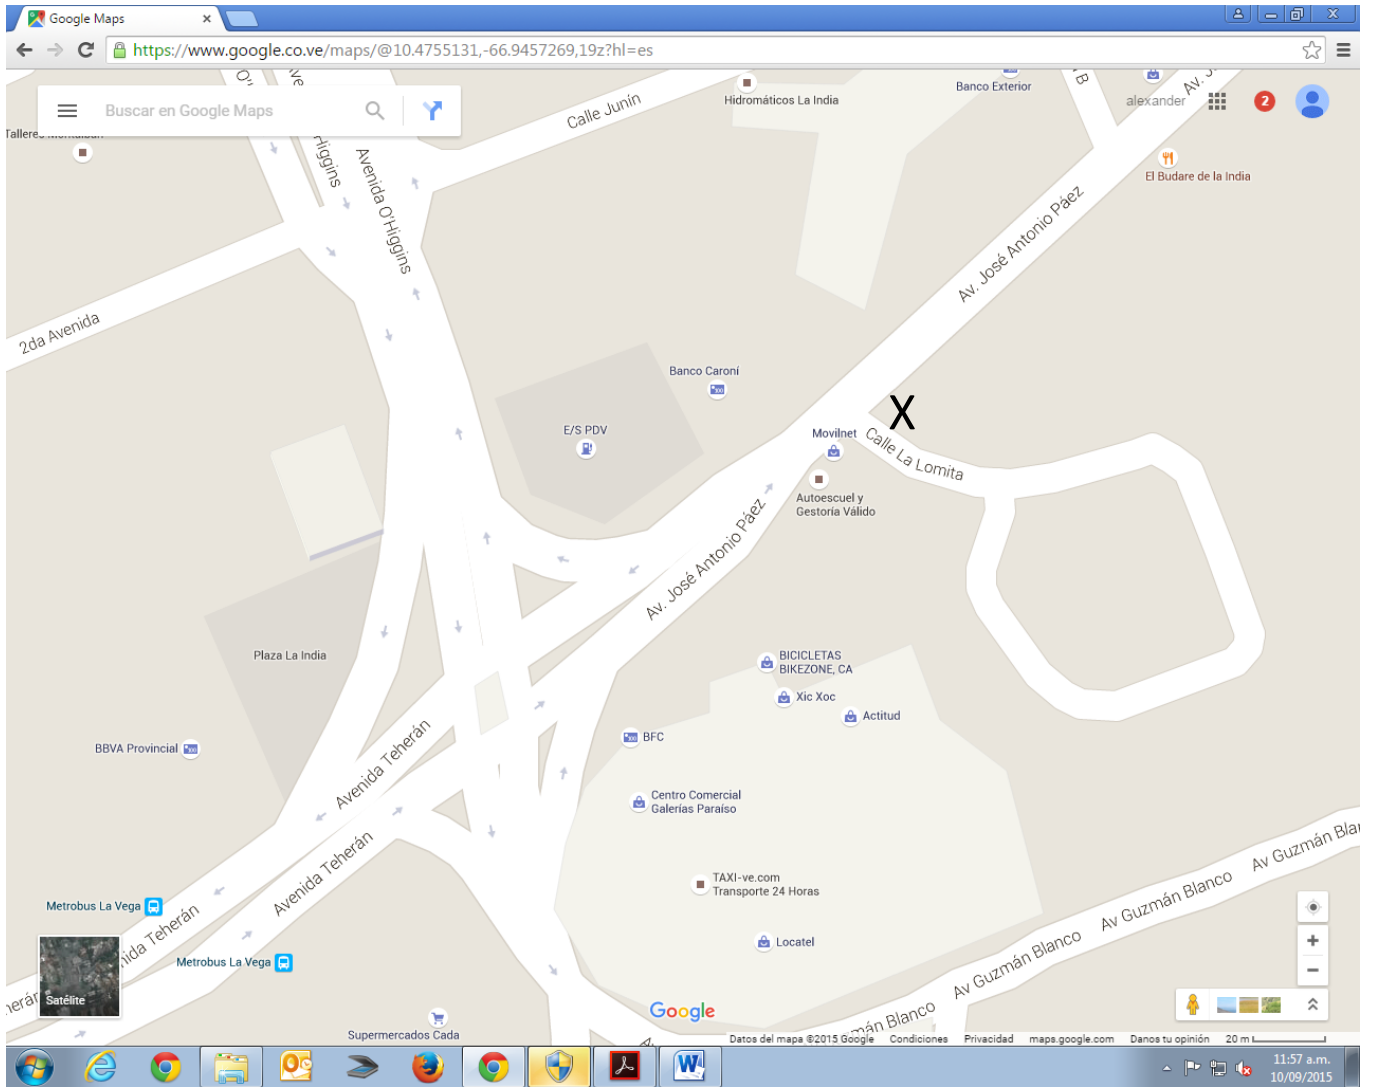 Google Maps
https://www.google.co.ve/maps/@10.4755131,-66.9457269,19z?hl=es
Buscar en Google Maps
alexander
2
Hidromáticos La India
Banco Exterior
Av. J
Calle Junín
Higgins
Avenida O'Higgins
El Budare de la India
Av. José Antonio Páez
2da Avenida
Banco Caroní
E/S PDV
X
Movilnet
Calle La Lomita
Autoescuel y
Gestoría Válido
Av. José Antonio Páez
Plaza La India
BICICLETAS
BIKEZONE, CA
Xic Xoc
Actitud
BFC
BBVA Provincial
Avenida Teherán
Centro Comercial
Galerías Paraíso
Avenida Teherán
TAXI-ve.com
Transporte 24 Horas
Av Guzmán Blanco
Av Guzmán Blanco
Metrobus La Vega
Metrobus La Vega
Locatel
Av Guzmán Blanco
Satélite
Google
Supermercados Cada
Datos del mapa ©2015 Google Condiciones Privacidad maps.google.com Danos tu opinión 20 m
11:57 a.m.
10/09/2015